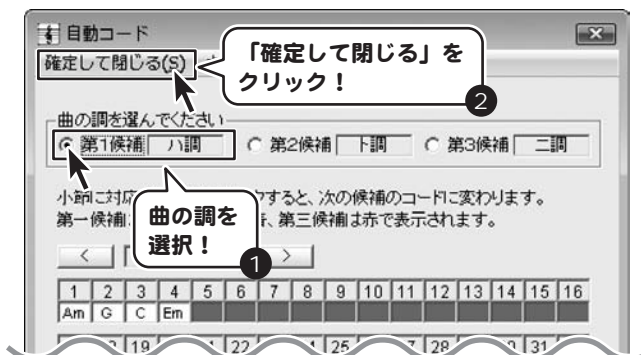 自動コード
確定して閉じる(S)
「確定して閉じる」を
クリック！
2
曲の調を選んでください
第1候補 ハ調 第2候補 ト調 第3候補 ニ調
小節に対応 すると、次の候補のコードに変わります。
第一候補 、第三候補は赤で表示されます。
曲の調を
選択！
1
< >
1 2 3 4 5 6 7 8 9 10 11 12 13 14 15 16
Am G C Em
19 22 25 28 31